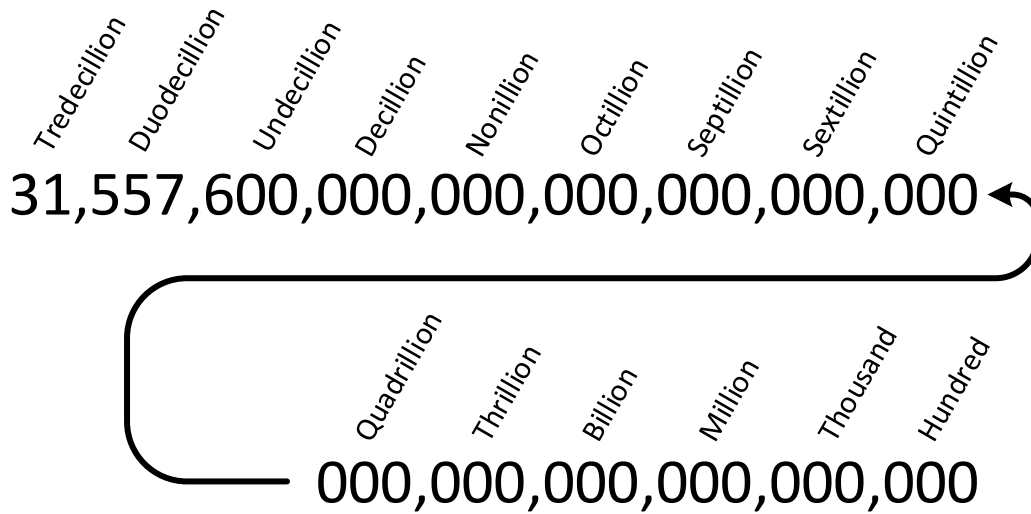 Tredecillion Duodecillion Undecillion Decillion Nonillion Octillion Septillion Sextillion Quintillion
31,557,600,000,000,000,000,000,000
Quadrillion Thrillion Billion Million Thousand Hundred
000,000,000,000,000,000